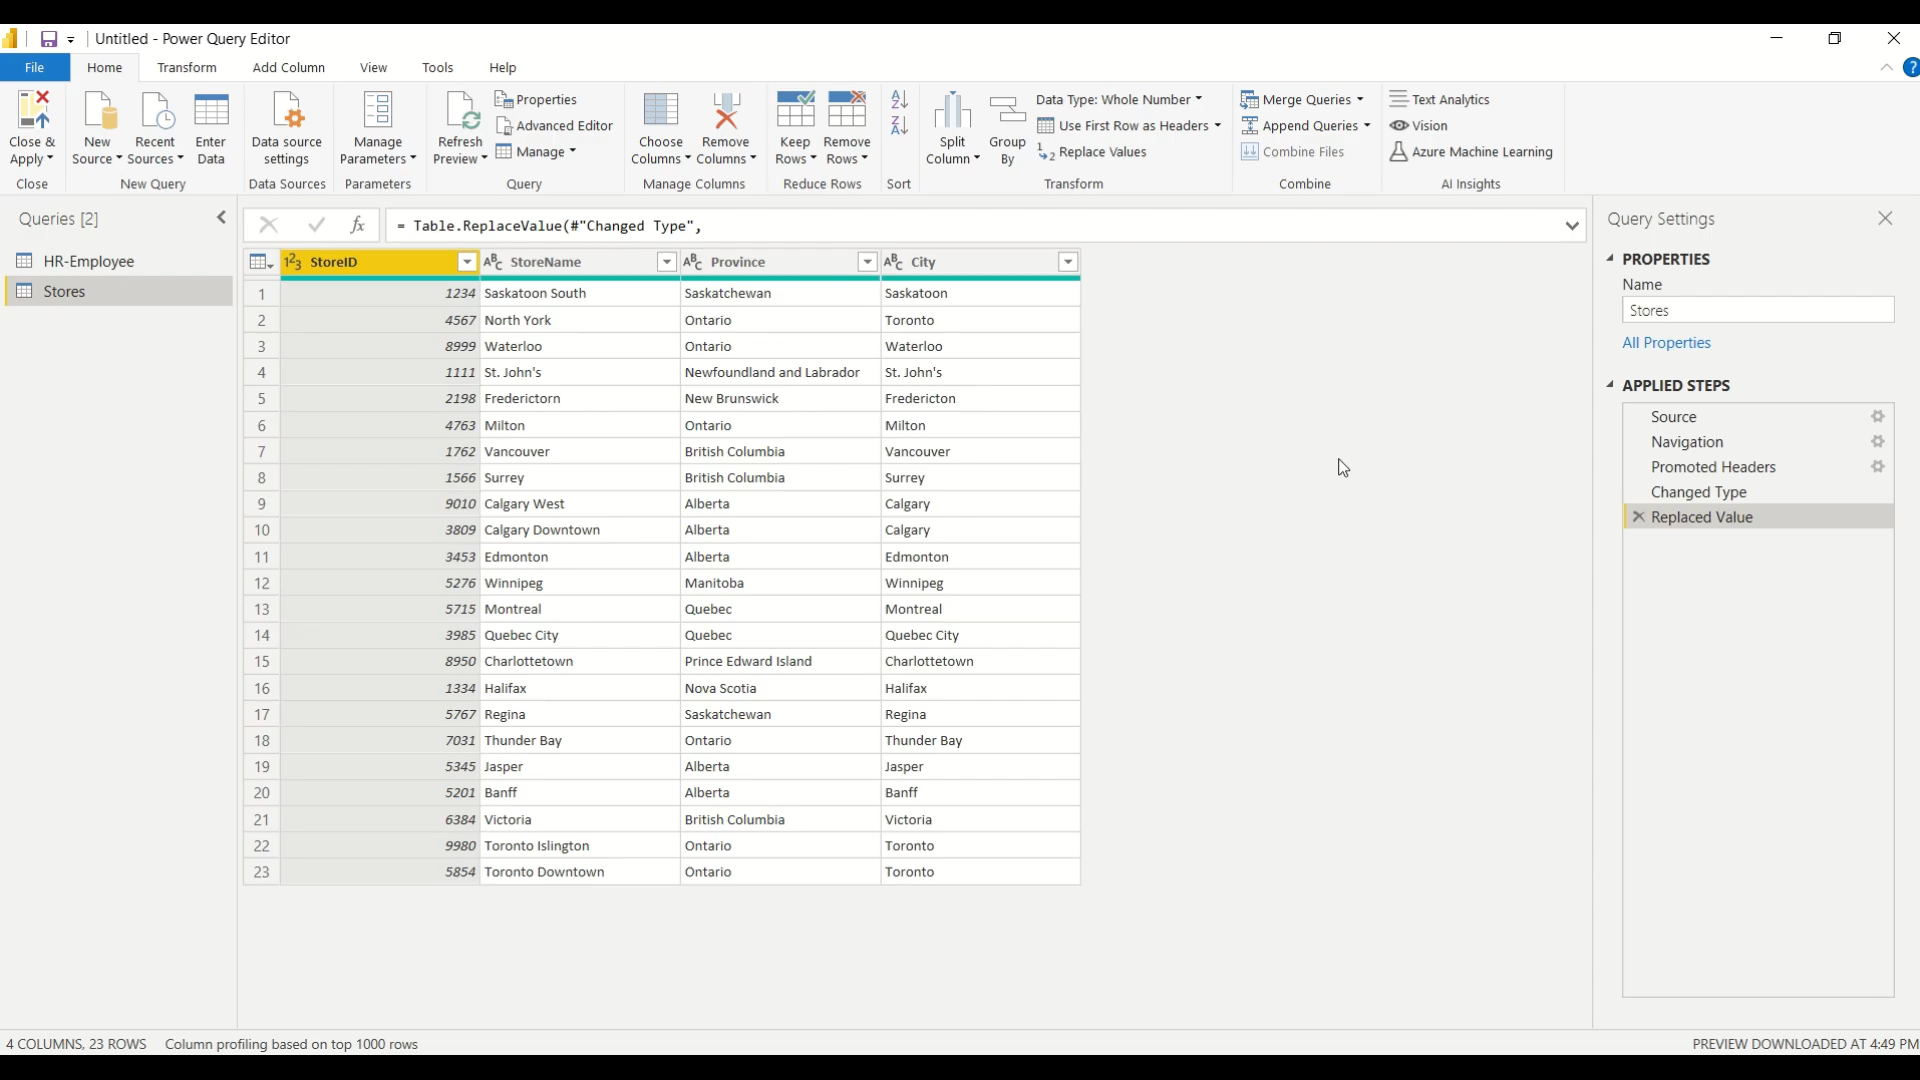 Untitled - Power Query Editor
File Home Transform Add Column View Tools Help
?
Close & Apply
Close
New Source
Recent Sources
Enter Data
New Query
Data source settings
Data Sources
Manage Parameters
Parameters
Refresh Preview
Properties
Advanced Editor
Manage
Query
Choose Columns
Remove Columns
Manage Columns
Keep Rows
Remove Rows
Reduce Rows
A Z
Z A
Sort
Split Column
Group By
Data Type: Whole Number
Use First Row as Headers
1 2 Replace Values
Transform
Merge Queries
Append Queries
Combine Files
Combine
Text Analytics
Vision
Azure Machine Learning
AI Insights
Queries [2]
HR-Employee
Stores
fx = Table.ReplaceValue(#"Changed Type",
123 StoreID ABC StoreName ABC Province ABC City
1 1234 Saskatoon South Saskatchewan Saskatoon
2 4567 North York Ontario Toronto
3 8999 Waterloo Ontario Waterloo
4 1111 St. John's Newfoundland and Labrador St. John's
5 2198 Frederictorn New Brunswick Fredericton
6 4763 Milton Ontario Milton
7 1762 Vancouver British Columbia Vancouver
8 1566 Surrey British Columbia Surrey
9 9010 Calgary West Alberta Calgary
10 3809 Calgary Downtown Alberta Calgary
11 3453 Edmonton Alberta Edmonton
12 5276 Winnipeg Manitoba Winnipeg
13 5715 Montreal Quebec Montreal
14 3985 Quebec City Quebec Quebec City
15 8950 Charlottetown Prince Edward Island Charlottetown
16 1334 Halifax Nova Scotia Halifax
17 5767 Regina Saskatchewan Regina
18 7031 Thunder Bay Ontario Thunder Bay
19 5345 Jasper Alberta Jasper
20 5201 Banff Alberta Banff
21 6384 Victoria British Columbia Victoria
22 9980 Toronto Islington Ontario Toronto
23 5854 Toronto Downtown Ontario Toronto
Query Settings
PROPERTIES
Name
Stores
All Properties
APPLIED STEPS
Source
Navigation
Promoted Headers
Changed Type
Replaced Value
4 COLUMNS, 23 ROWS Column profiling based on top 1000 rows
PREVIEW DOWNLOADED AT 4:49 PM